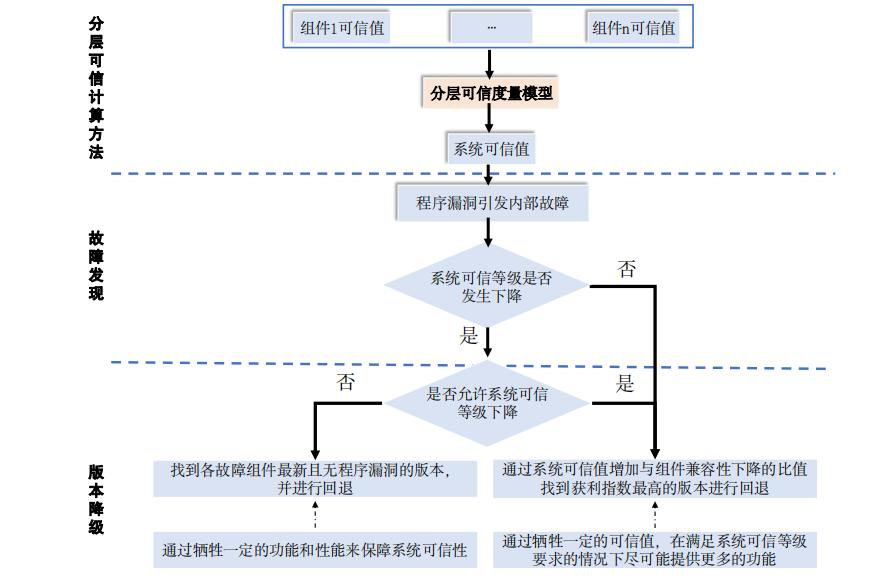 分层可信计算方法
组件1可信值
…
组件n可信值
分层可信度量模型
系统可信值
故障发现
程序漏洞引发内部故障
系统可信等级是否
发生下降
否
是
版本降级
是否允许系统可信
等级下降
否
是
找到各故障组件最新且无程序漏洞的版本，
并进行回退
通过系统可信值增加与组件兼容性下降的比值
找到获利指数最高的版本进行回退
通过牺牲一定的功能和性能来保障系统可信性
通过牺牲一定的可信值，在满足系统可信等级
要求的情况下尽可能提供更多的功能